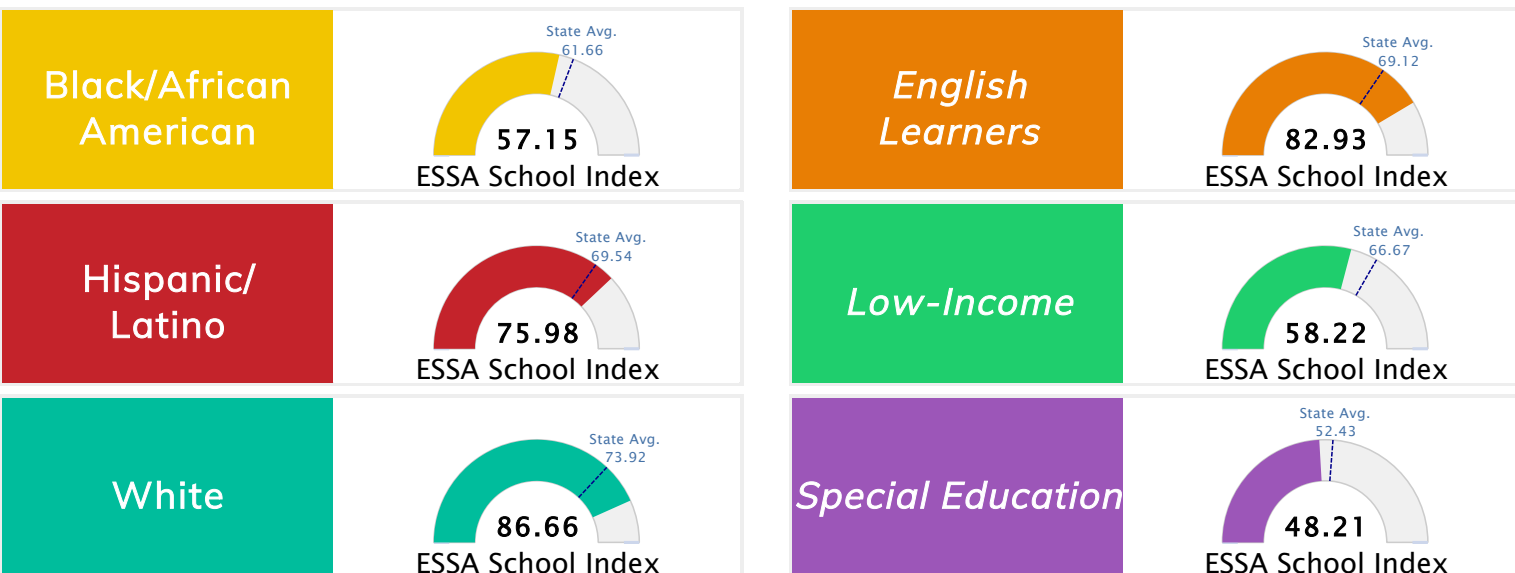 Black/African
American
State Avg.
61.66
57.15
ESSA School Index
English
Learners
State Avg.
69.12
82.93
ESSA School Index
Hispanic/
Latino
State Avg.
69.54
75.98
ESSA School Index
Low-Income
State Avg.
66.67
58.22
ESSA School Index
White
State Avg.
73.92
86.66
ESSA School Index
Special Education
State Avg.
52.43
48.21
ESSA School Index